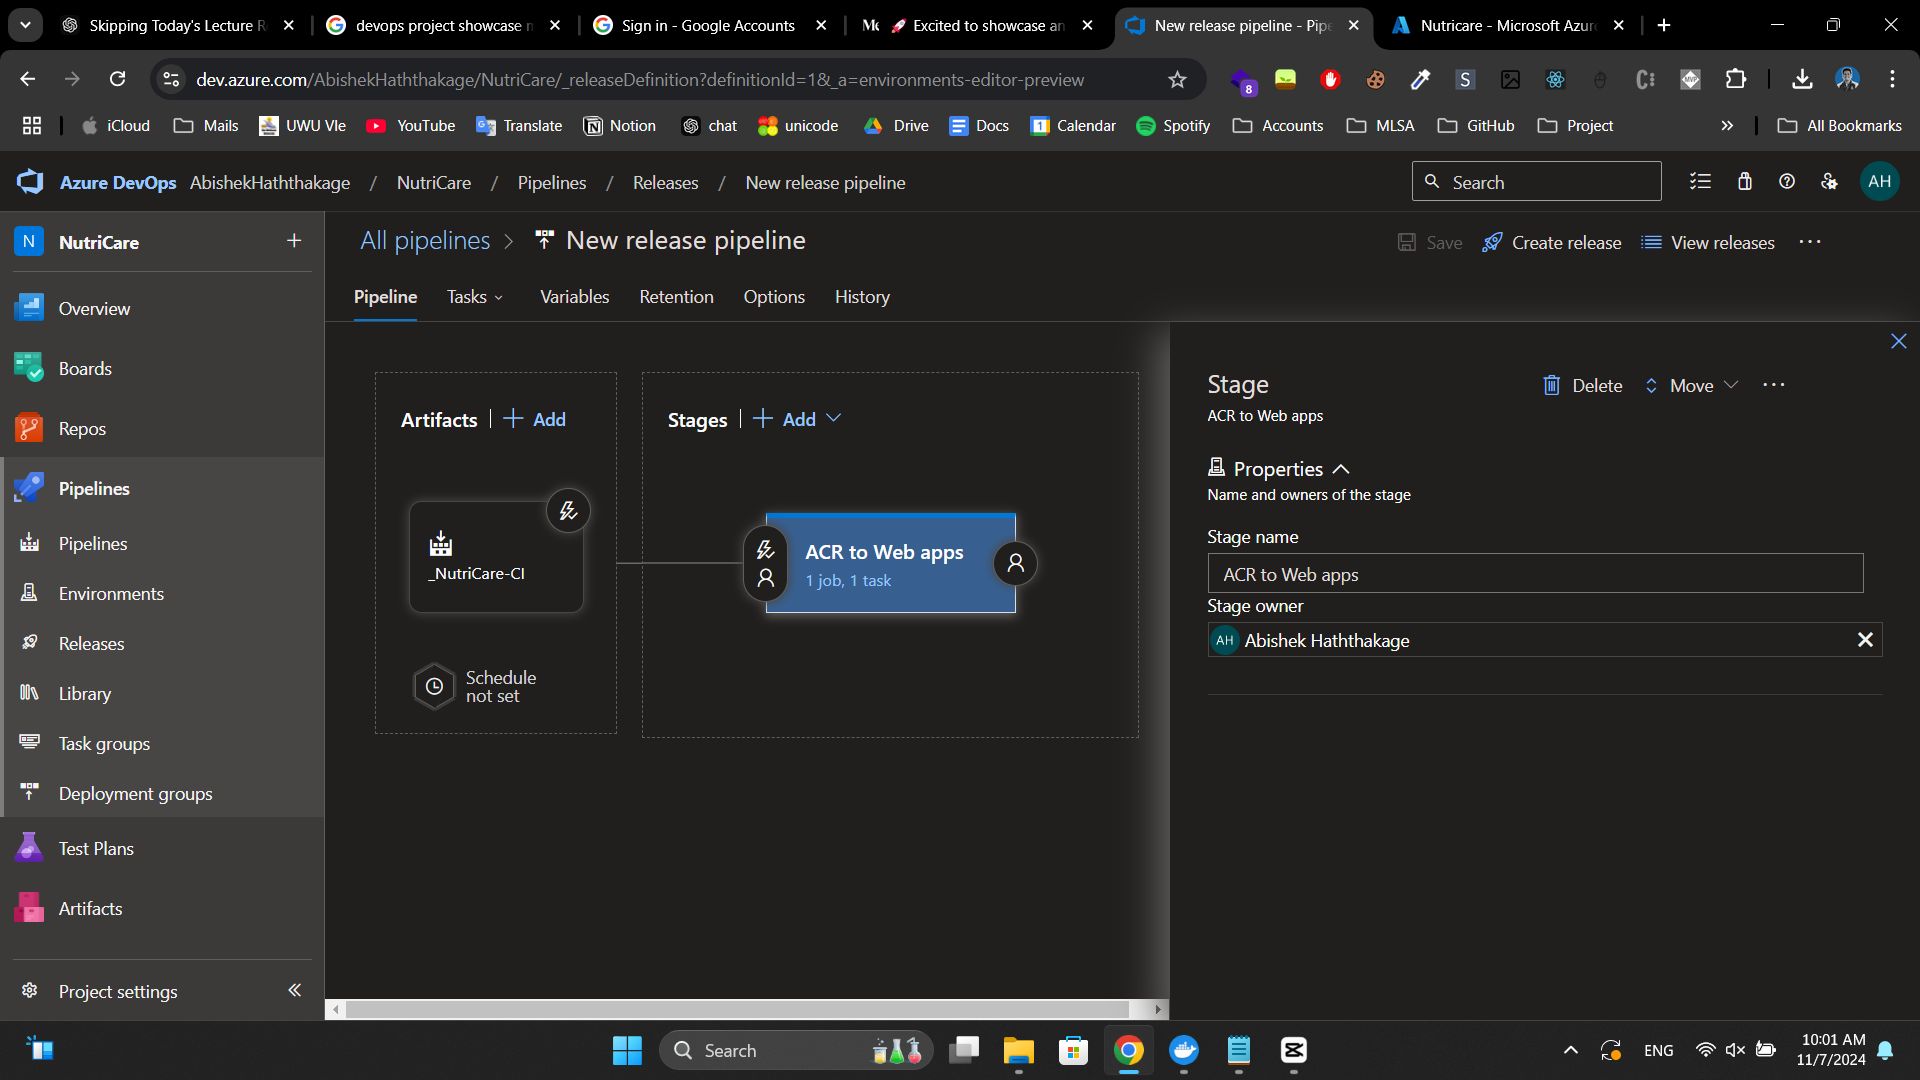 Skipping Today's Lecture R
devops project showcase n
Sign in - Google Accounts
Excited to showcase an
New release pipeline - Pipe
Nutricare - Microsoft Azure
dev.azure.com/AbishekHaththakage/NutriCare/_releaseDefinition?definitionId=1&_a=environments-editor-preview
8
iCloud
Mails
UWU Vle
YouTube
Translate
Notion
chat
unicode
Drive
Docs
Calendar
Spotify
Accounts
MLSA
GitHub
Project
»
All Bookmarks
Azure DevOps AbishekHaththakage / NutriCare / Pipelines / Releases / New release pipeline
Search
AH
N NutriCare +
All pipelines > New release pipeline
Save
Create release
View releases
Pipeline
Tasks
Variables
Retention
Options
History
Overview
Boards
Repos
Pipelines
Pipelines
Environments
Releases
Library
Task groups
Deployment groups
Test Plans
Artifacts
Project settings
Artifacts | + Add
_NutriCare-CI
Schedule
not set
Stages | + Add
ACR to Web apps
1 job, 1 task
Stage
Delete
Move
ACR to Web apps
Properties
Name and owners of the stage
Stage name
ACR to Web apps
Stage owner
AH Abishek Haththakage
Search
ENG
10:01 AM
11/7/2024